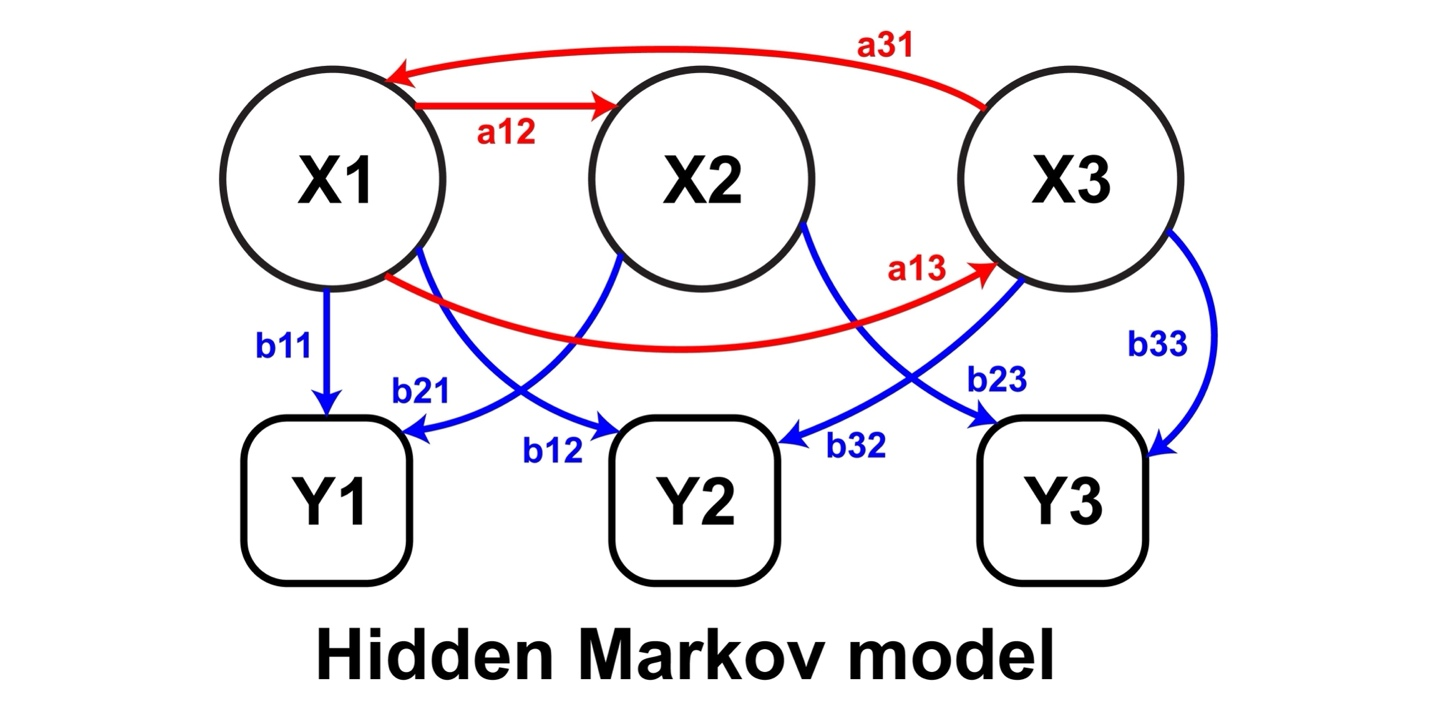 a31
a12
X1
X2
X3
a13
b11
b33
b21
b23
b12
b32
Y1
Y2
Y3
Hidden Markov model